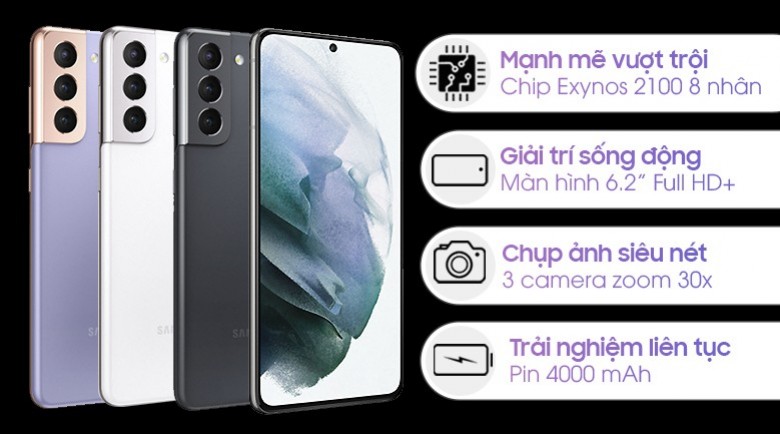 Mạnh mẽ vượt trội
Chip Exynos 2100 8 nhân
Giải trí sống động
Màn hình 6.2” Full HD+
Chụp ảnh siêu nét
3 camera zoom 30x
Trải nghiệm liên tục
Pin 4000 mAh